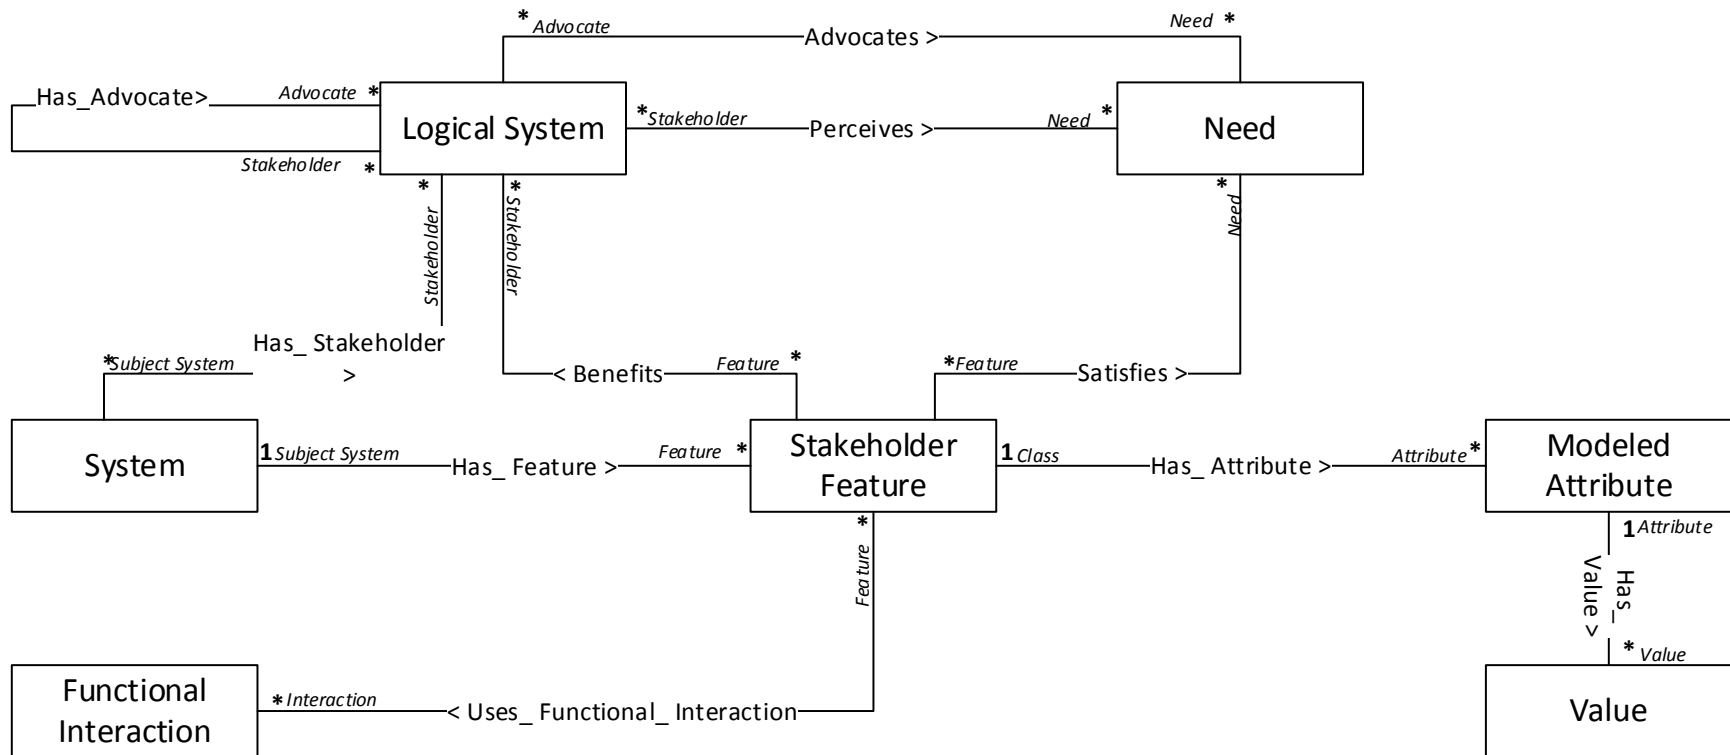 * Advocate
Advocates >
Need *
Has_Advocate>
Advocate *
Logical System
*Stakeholder
Perceives >
Need *
Need
Stakeholder *
*
Stakeholder
*
Stakeholder
*
Need
Has_ Stakeholder
>
*Subject System
< Benefits
Feature *
*Feature
Satisfies >
System
1 Subject System
Has_ Feature >
Feature *
Stakeholder
Feature
1 Class
Has_ Attribute >
Attribute *
Modeled
Attribute
*
Feature
1 Attribute
Has_
Value >
* Value
Functional
Interaction
* Interaction
< Uses_ Functional_ Interaction
Value